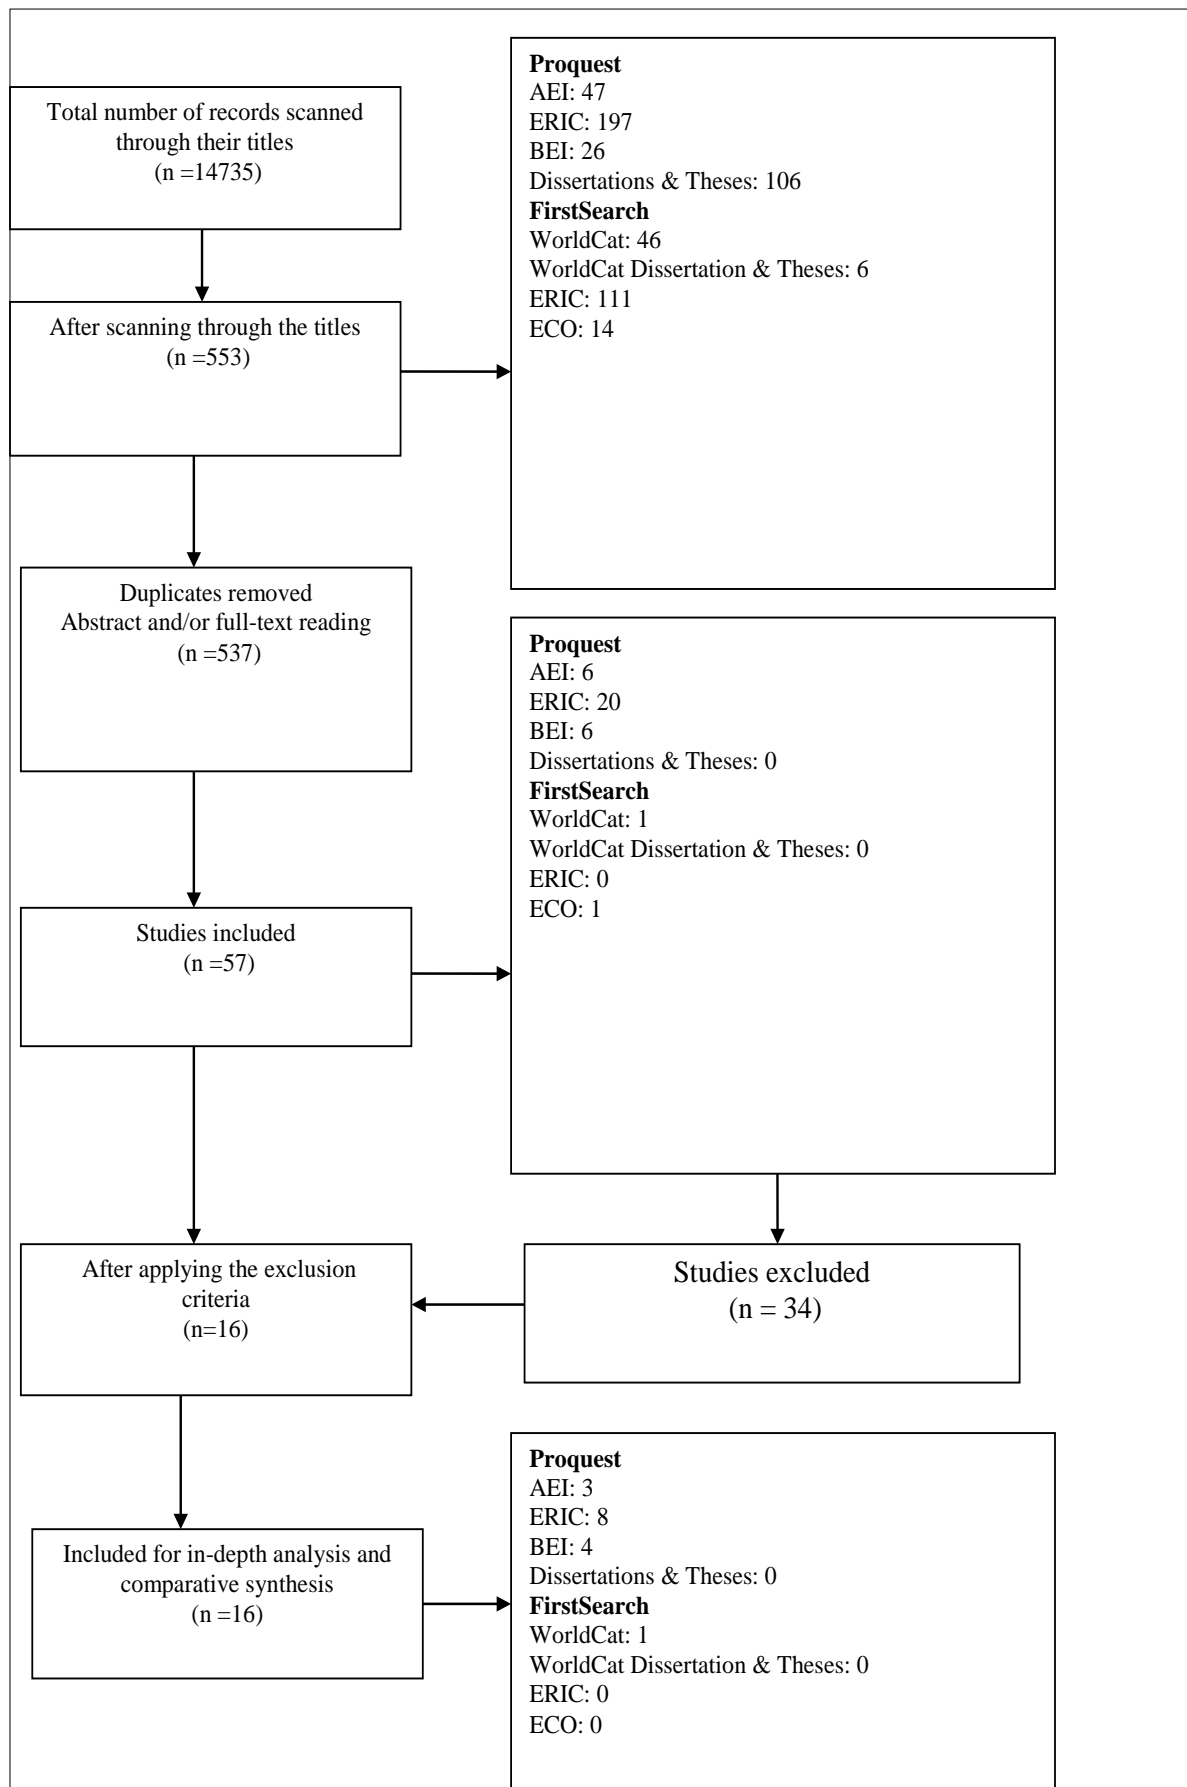 Total number of records scanned
through their titles
(n =14735)
Proquest
AEI: 47
ERIC: 197
BEI: 26
Dissertations & Theses: 106
FirstSearch
WorldCat: 46
WorldCat Dissertation & Theses: 6
ERIC: 111
ECO: 14
After scanning through the titles
(n =553)
Duplicates removed
Abstract and/or full-text reading
(n =537)
Proquest
AEI: 6
ERIC: 20
BEI: 6
Dissertations & Theses: 0
FirstSearch
WorldCat: 1
WorldCat Dissertation & Theses: 0
ERIC: 0
ECO: 1
Studies included
(n =57)
After applying the exclusion
criteria
(n=16)
Studies excluded
(n = 34)
Included for in-depth analysis and
comparative synthesis
(n =16)
Proquest
AEI: 3
ERIC: 8
BEI: 4
Dissertations & Theses: 0
FirstSearch
WorldCat: 1
WorldCat Dissertation & Theses: 0
ERIC: 0
ECO: 0